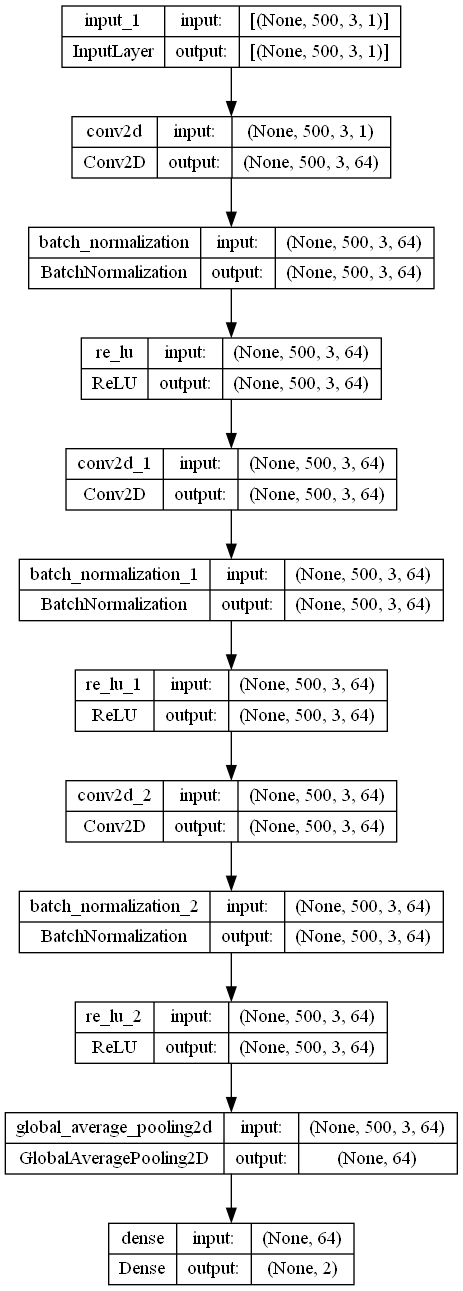 input_1 input: [(None, 500, 3, 1)]
InputLayer output: [(None, 500, 3, 1)]
conv2d input: (None, 500, 3, 1)
Conv2D output: (None, 500, 3, 64)
batch_normalization input: (None, 500, 3, 64)
BatchNormalization output: (None, 500, 3, 64)
re_lu input: (None, 500, 3, 64)
ReLU output: (None, 500, 3, 64)
conv2d_1 input: (None, 500, 3, 64)
Conv2D output: (None, 500, 3, 64)
batch_normalization_1 input: (None, 500, 3, 64)
BatchNormalization output: (None, 500, 3, 64)
re_lu_1 input: (None, 500, 3, 64)
ReLU output: (None, 500, 3, 64)
conv2d_2 input: (None, 500, 3, 64)
Conv2D output: (None, 500, 3, 64)
batch_normalization_2 input: (None, 500, 3, 64)
BatchNormalization output: (None, 500, 3, 64)
re_lu_2 input: (None, 500, 3, 64)
ReLU output: (None, 500, 3, 64)
global_average_pooling2d input: (None, 500, 3, 64)
GlobalAveragePooling2D output: (None, 64)
dense input: (None, 64)
Dense output: (None, 2)